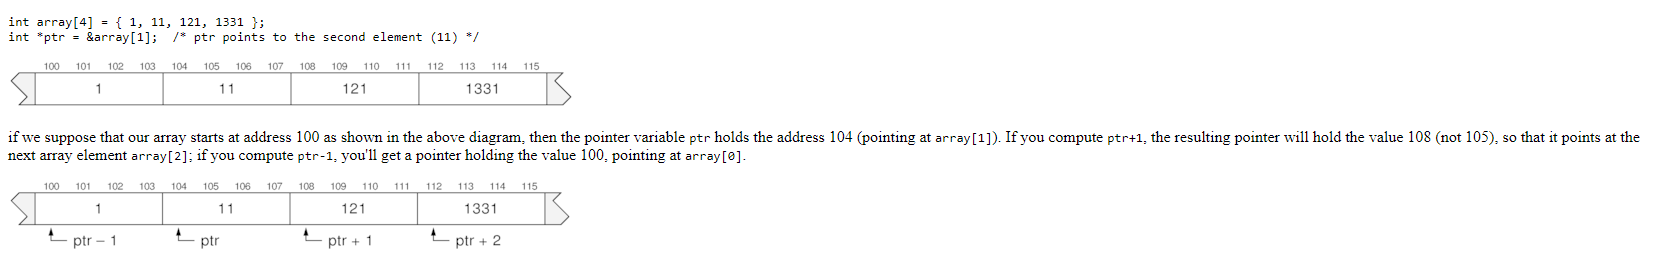 int array[4] = { 1, 11, 121, 1331 };
int *ptr = &array[1];  /* ptr points to the second element (11) */
100 101 102 103 104 105 106 107 108 109 110 111 112 113 114 115
1 11 121 1331
if we suppose that our array starts at address 100 as shown in the above diagram, then the pointer variable ptr holds the address 104 (pointing at array[1]). If you compute ptr+1, the resulting pointer will hold the value 108 (not 105), so that it points at the
next array element array[2]; if you compute ptr-1, you'll get a pointer holding the value 100, pointing at array[0].
100 101 102 103 104 105 106 107 108 109 110 111 112 113 114 115
1 11 121 1331
ptr – 1 ptr ptr + 1 ptr + 2